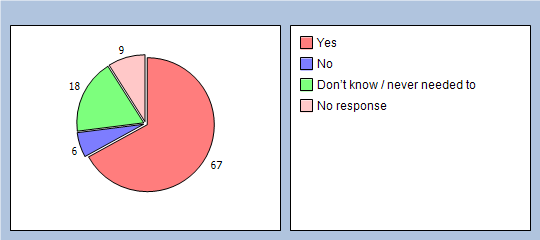 9
18
6
67
Yes
No
Don't know / never needed to
No response